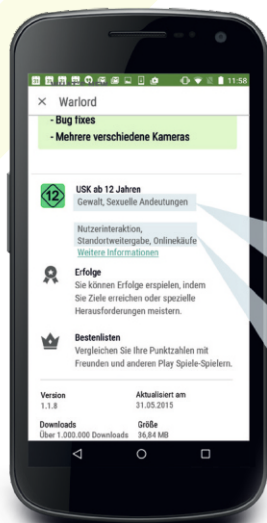 11:58
× Warlord
- Bug fixes
- Mehrere verschiedene Kameras
12
USK ab 12 Jahren
Gewalt, Sexuelle Andeutungen
Nutzerinteraktion,
Standortweitergabe, Onlinekäufe
Weitere Informationen
Erfolge
Sie können Erfolge erspielen, indem
Sie Ziele erreichen oder spezielle
Herausforderungen meistern.
Bestenlisten
Vergleichen Sie Ihre Punktzahlen mit
Freunden und anderen Play Spiele-Spielern.
Version
1.1.8
Aktualisiert am
31.05.2015
Downloads
Über 1.000.000 Downloads
Größe
36,84 MB